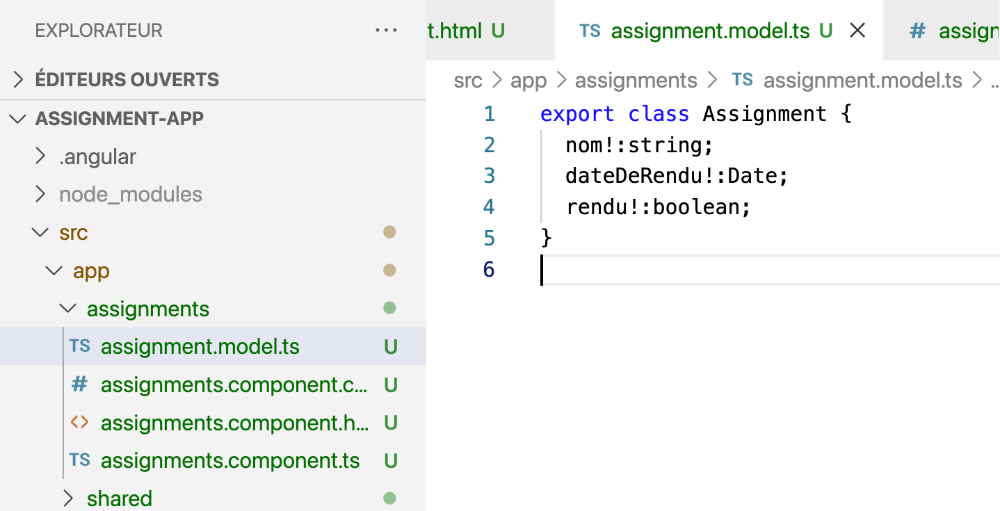 EXPLORATEUR ···
> ÉDITEURS OUVERTS
ASSIGNMENT-APP
.angular
node_modules
src
app
assignments
TS assignment.model.ts U
# assignments.component.c... U
<> assignments.component.h... U
TS assignments.component.ts U
shared
t.html U
TS assignment.model.ts U
# assign
src > app > assignments > TS assignment.model.ts > ..
1 export class Assignment {
2 nom!:string;
3 dateDeRendu!:Date;
4 rendu!:boolean;
5 }
6